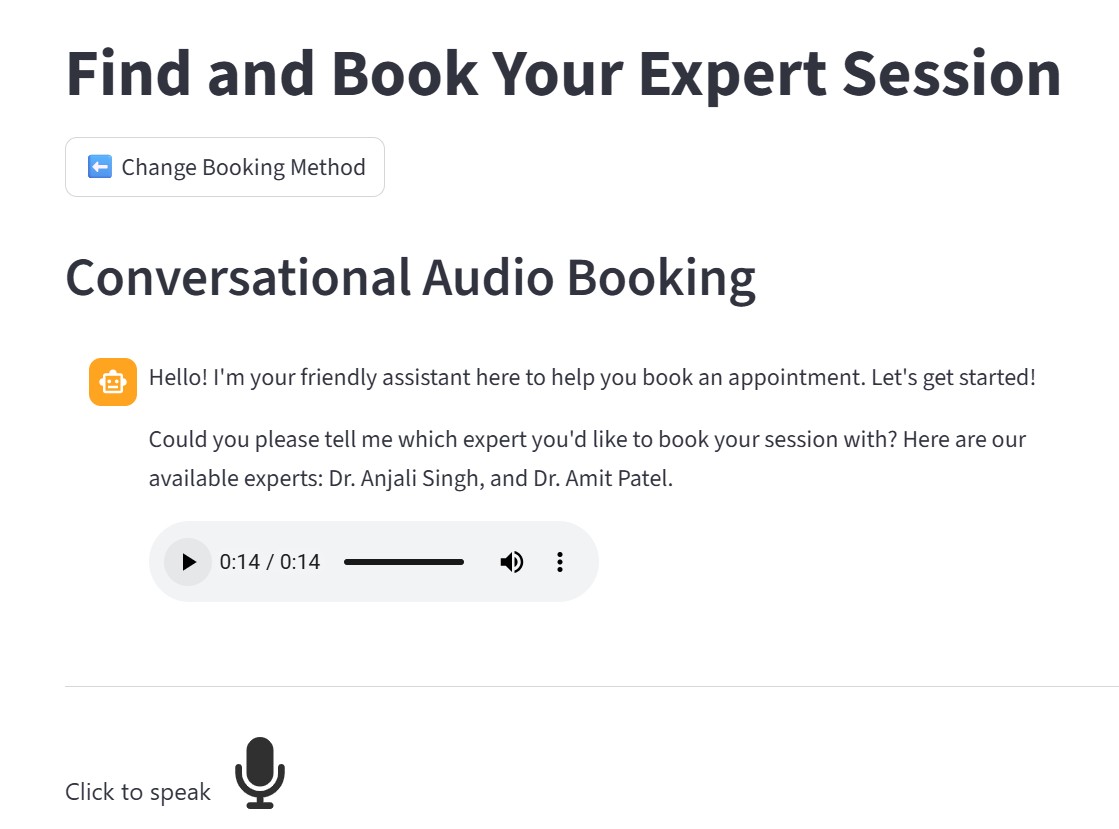 Find and Book Your Expert Session
Change Booking Method
Conversational Audio Booking
Hello! I'm your friendly assistant here to help you book an appointment. Let's get started!
Could you please tell me which expert you'd like to book your session with? Here are our
available experts: Dr. Anjali Singh, and Dr. Amit Patel.
0:14 / 0:14
Click to speak